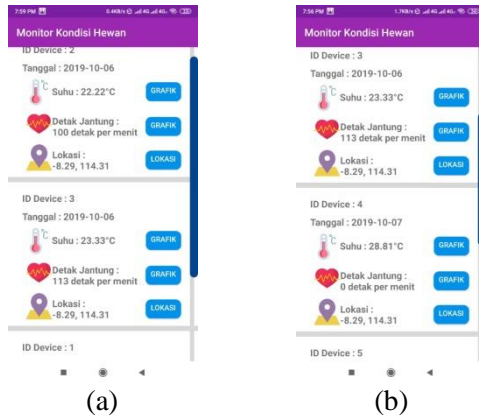 7:59 PM
Monitor Kondisi Hewan
ID Device : 2
Tanggal : 2019-10-06
°C
Suhu : 22.22°C
GRAFIK
Detak Jantung :
100 detak per menit
GRAFIK
Lokasi :
-8.29, 114.31
LOKASI
ID Device : 3
Tanggal : 2019-10-06
°C
Suhu : 23.33°C
GRAFIK
Detak Jantung :
113 detak per menit
GRAFIK
Lokasi :
-8.29, 114.31
LOKASI
ID Device : 1
(a)
7:56 PM
Monitor Kondisi Hewan
ID Device : 3
Tanggal : 2019-10-06
°C
Suhu : 23.33°C
GRAFIK
Detak Jantung :
113 detak per menit
GRAFIK
Lokasi :
-8.29, 114.31
LOKASI
ID Device : 4
Tanggal : 2019-10-07
°C
Suhu : 28.81°C
GRAFIK
Detak Jantung :
0 detak per menit
GRAFIK
Lokasi :
-8.29, 114.31
LOKASI
ID Device : 5
(b)